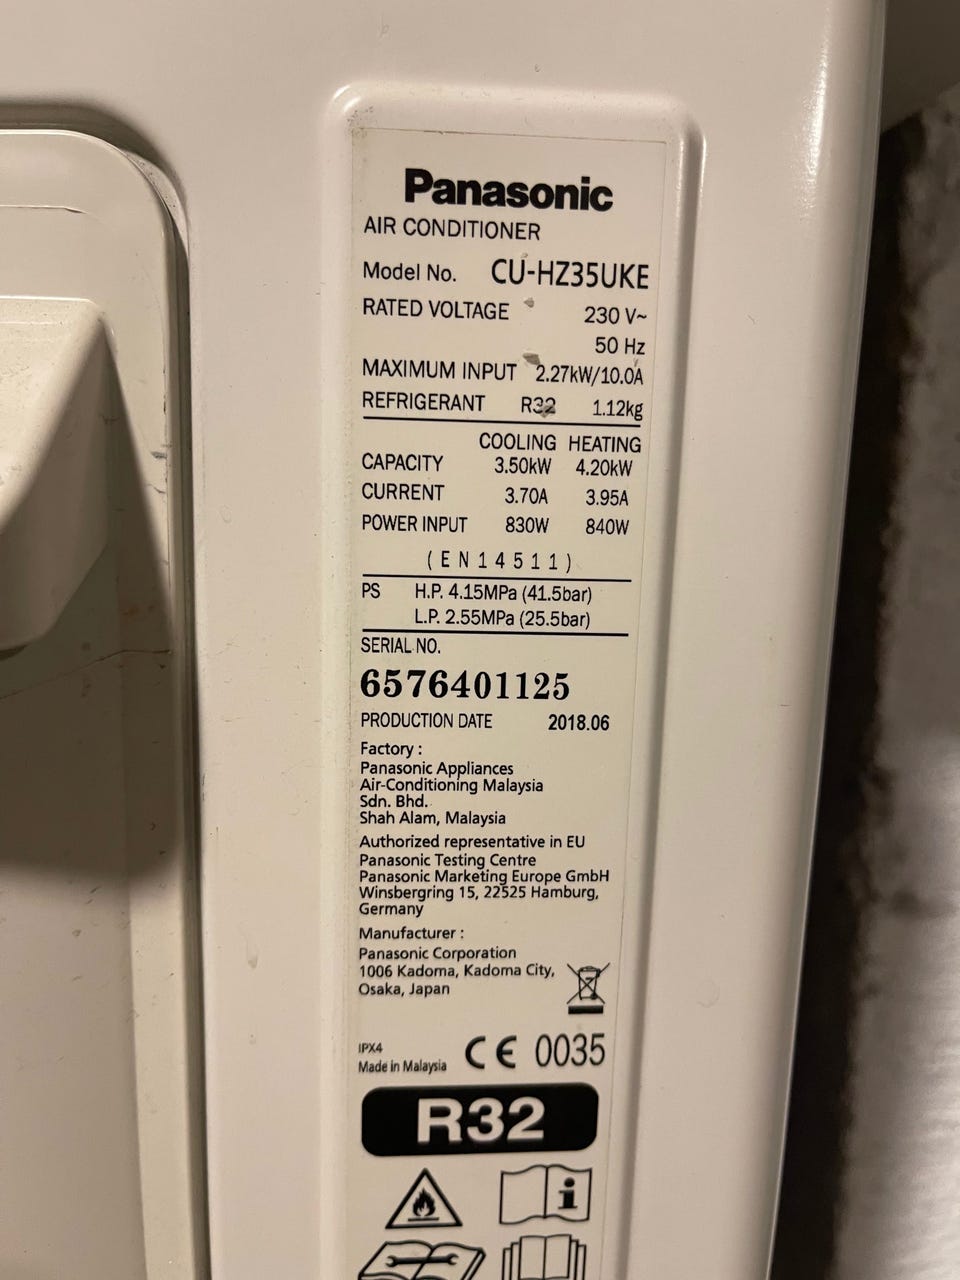 Panasonic
AIR CONDITIONER
Model No. CU-HZ35UKE
RATED VOLTAGE 230 V~
50 Hz
MAXIMUM INPUT 2.27kW/10.0A
REFRIGERANT R32 1.12kg
COOLING HEATING
CAPACITY 3.50kW 4.20kW
CURRENT 3.70A 3.95A
POWER INPUT 830W 840W
(EN14511)
PS H.P. 4.15MPa (41.5bar)
L.P. 2.55MPa (25.5bar)
SERIAL NO.
6576401125
PRODUCTION DATE 2018.06
Factory :
Panasonic Appliances
Air-Conditioning Malaysia
Sdn. Bhd.
Shah Alam, Malaysia
Authorized representative in EU
Panasonic Testing Centre
Panasonic Marketing Europe GmbH
Winsbergring 15, 22525 Hamburg,
Germany
Manufacturer :
Panasonic Corporation
1006 Kadoma, Kadoma City,
Osaka, Japan
IPX4
Made in Malaysia CE 0035
R32
i